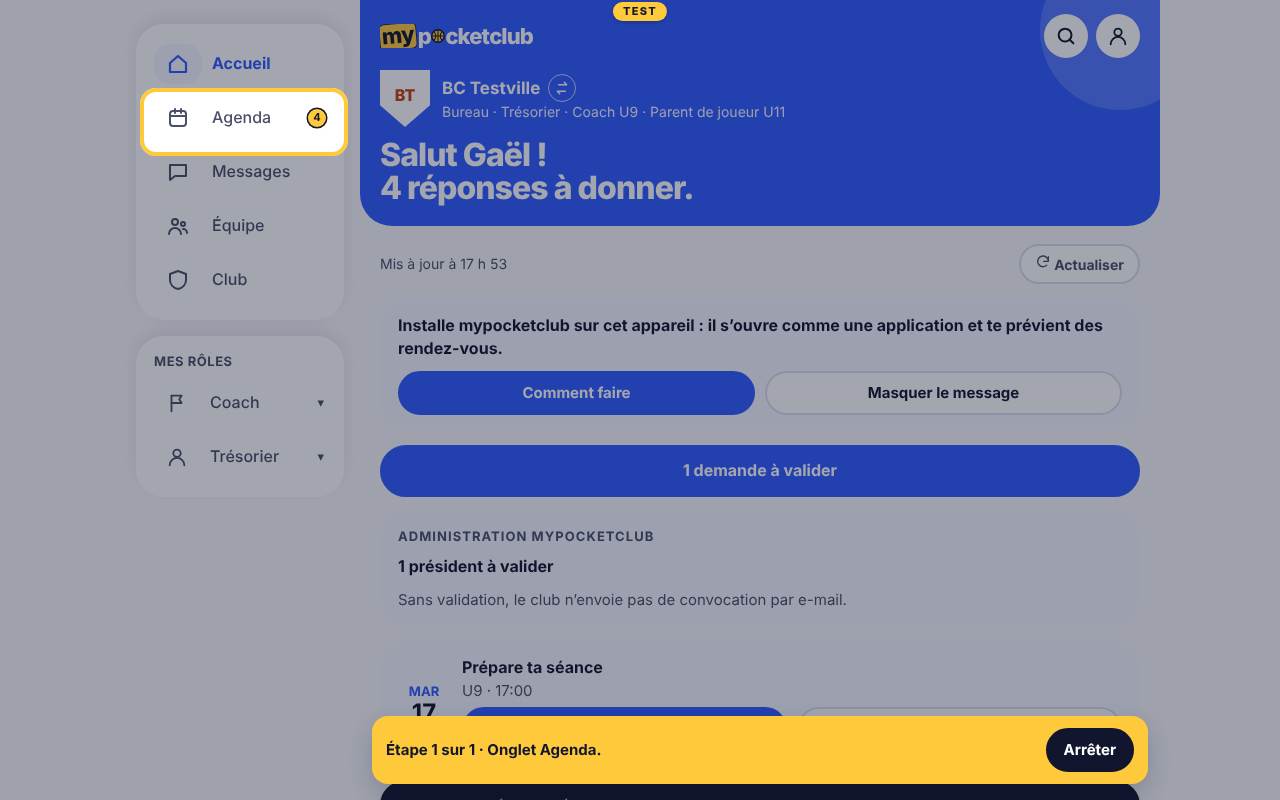 TEST
mypocketclub
Accueil
Agenda
4
Messages
Équipe
Club
MES RÔLES
Coach
Trésorier
BT
BC Testville
Bureau · Trésorier · Coach U9 · Parent de joueur U11
Salut Gaël !
4 réponses à donner.
Mis à jour à 17 h 53
Actualiser
Installe mypocketclub sur cet appareil : il s’ouvre comme une application et te prévient des
rendez-vous.
Comment faire
Masquer le message
1 demande à valider
ADMINISTRATION MYPOCKETCLUB
1 président à valider
Sans validation, le club n’envoie pas de convocation par e-mail.
Prépare ta séance
MAR
U9 · 17:00
17
Étape 1 sur 1 · Onglet Agenda.
Arrêter